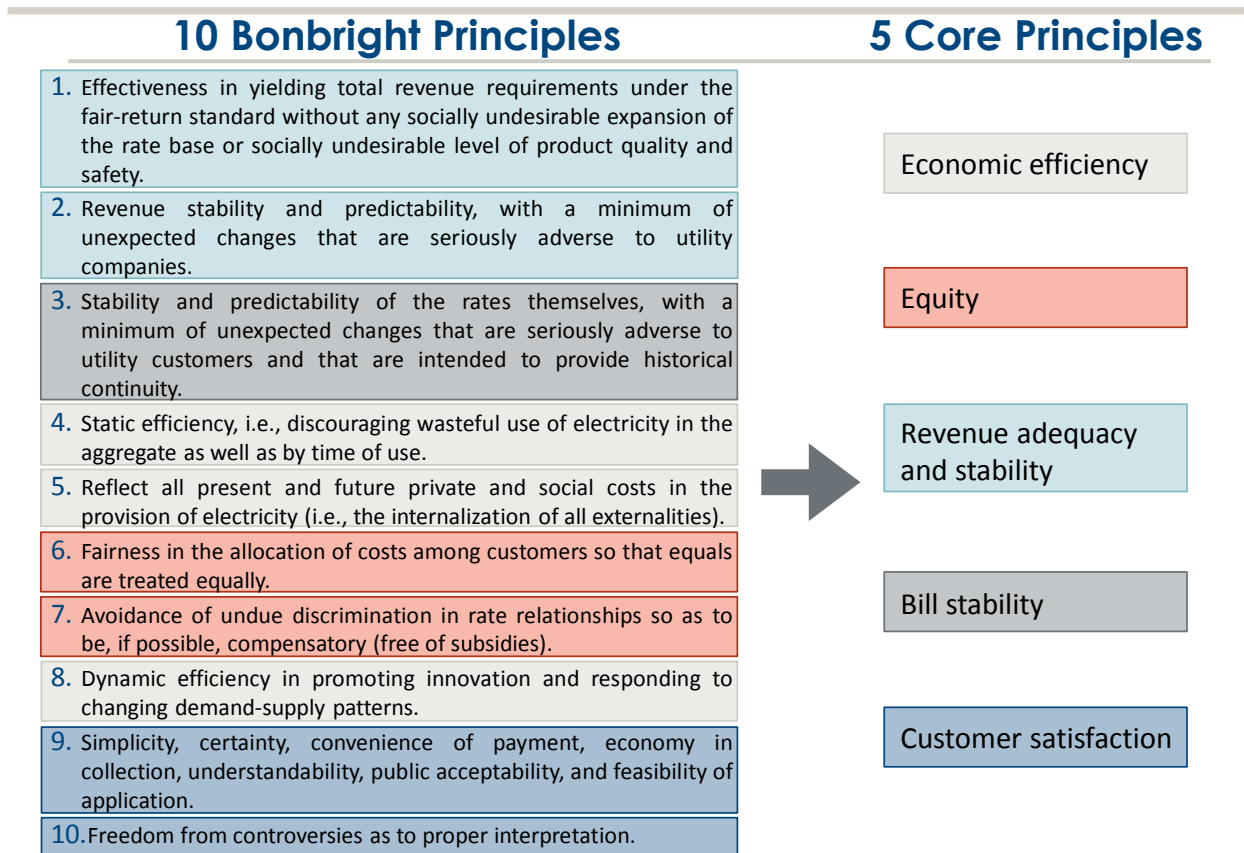 10 Bonbright Principles
1. Effectiveness in yielding total revenue requirements under the
fair-return standard without any socially undesirable expansion of
the rate base or socially undesirable level of product quality and
safety.
2. Revenue stability and predictability, with a minimum of
unexpected changes that are seriously adverse to utility
companies.
3. Stability and predictability of the rates themselves, with a
minimum of unexpected changes that are seriously adverse to
utility customers and that are intended to provide historical
continuity.
4. Static efficiency, i.e., discouraging wasteful use of electricity in the
aggregate as well as by time of use.
5. Reflect all present and future private and social costs in the
provision of electricity (i.e., the internalization of all externalities).
6. Fairness in the allocation of costs among customers so that equals
are treated equally.
7. Avoidance of undue discrimination in rate relationships so as to
be, if possible, compensatory (free of subsidies).
8. Dynamic efficiency in promoting innovation and responding to
changing demand-supply patterns.
9. Simplicity, certainty, convenience of payment, economy in
collection, understandability, public acceptability, and feasibility of
application.
10. Freedom from controversies as to proper interpretation.
5 Core Principles
Economic efficiency
Equity
Revenue adequacy
and stability
Bill stability
Customer satisfaction